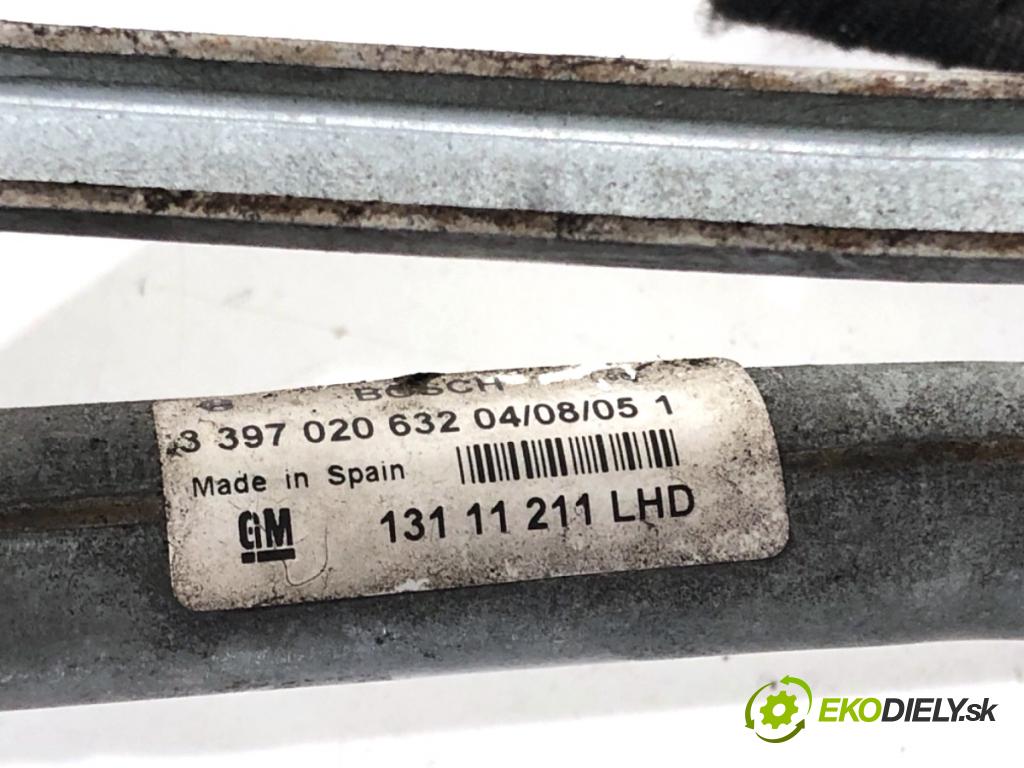 BOSCH
3 397 020 632 04/08/05 1
Made in Spain
GM 131 11 211 LHD
EKODIELY.sk